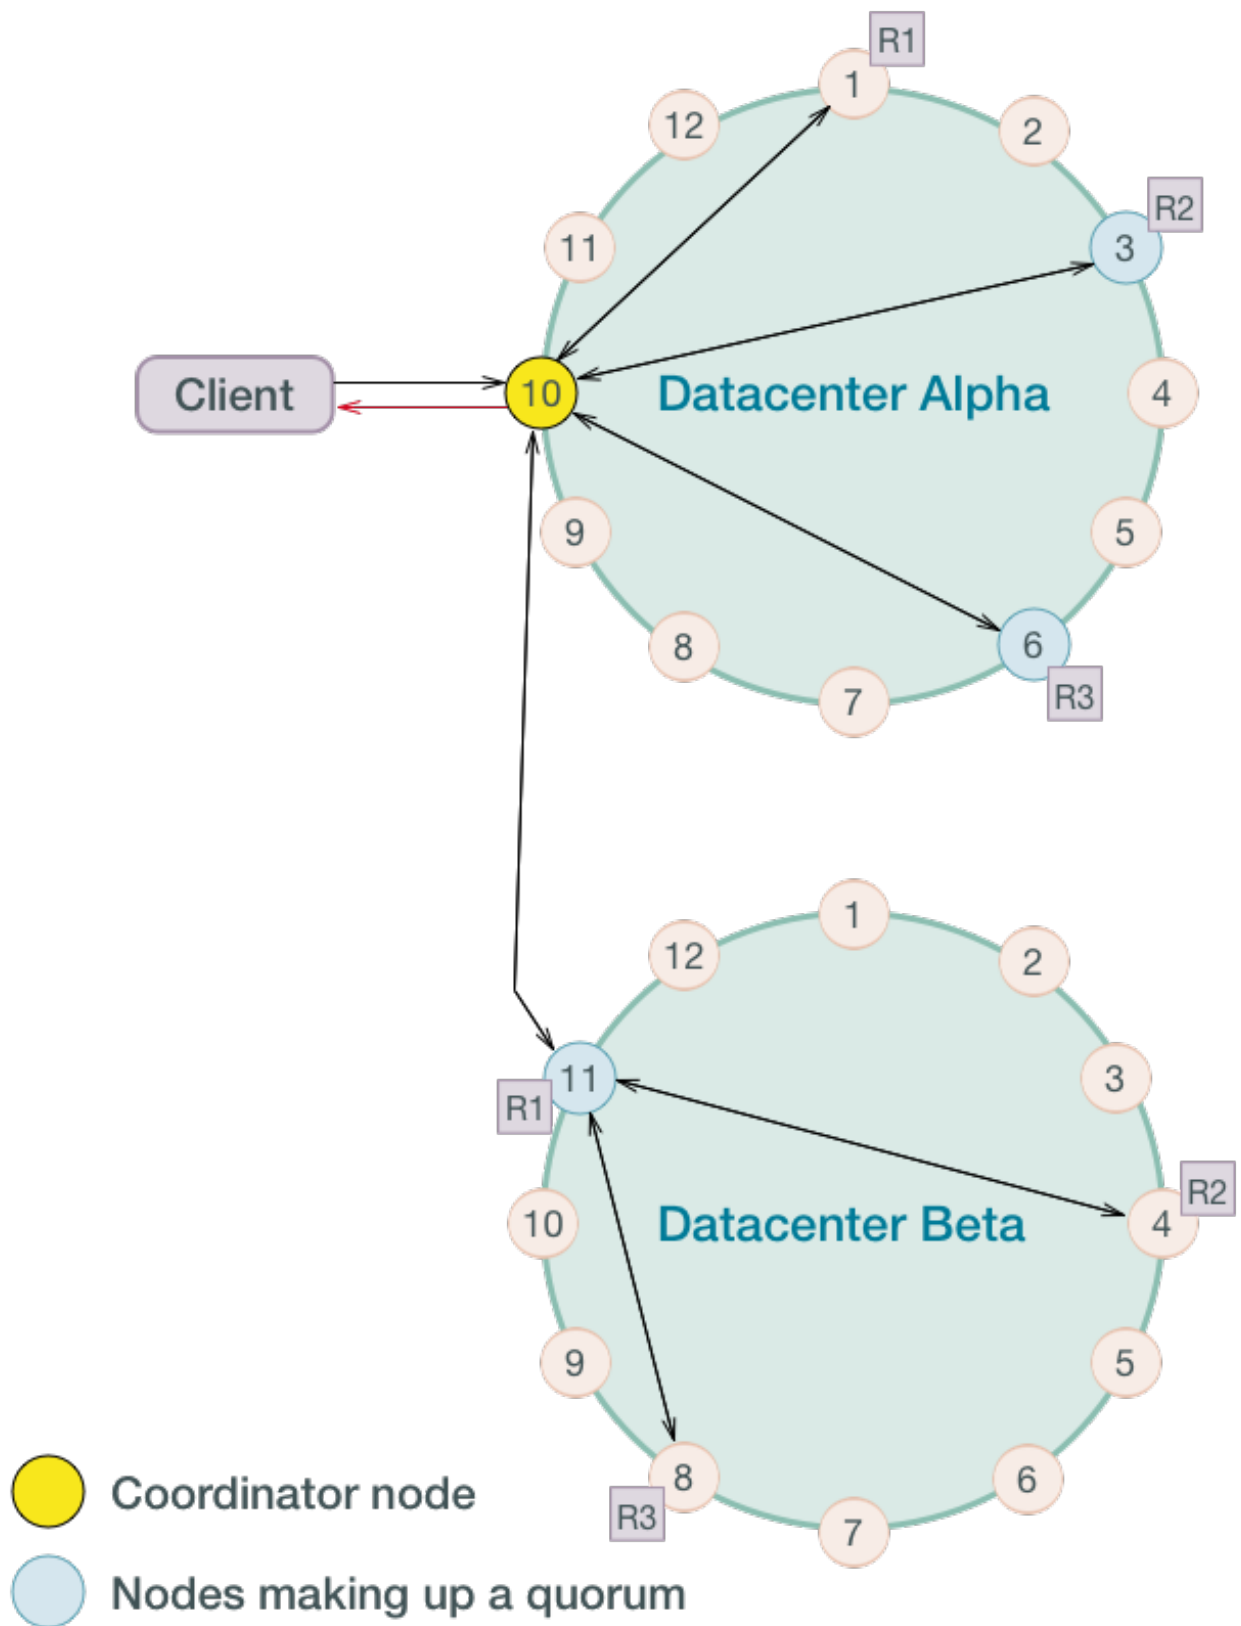 R1
1
12
2
R2
11
3
Client
10
Datacenter Alpha
4
9
5
8
6
7
R3
1
12
2
11
3
R1
R2
10
Datacenter Beta
4
9
5
8
6
R3
7
Coordinator node
Nodes making up a quorum